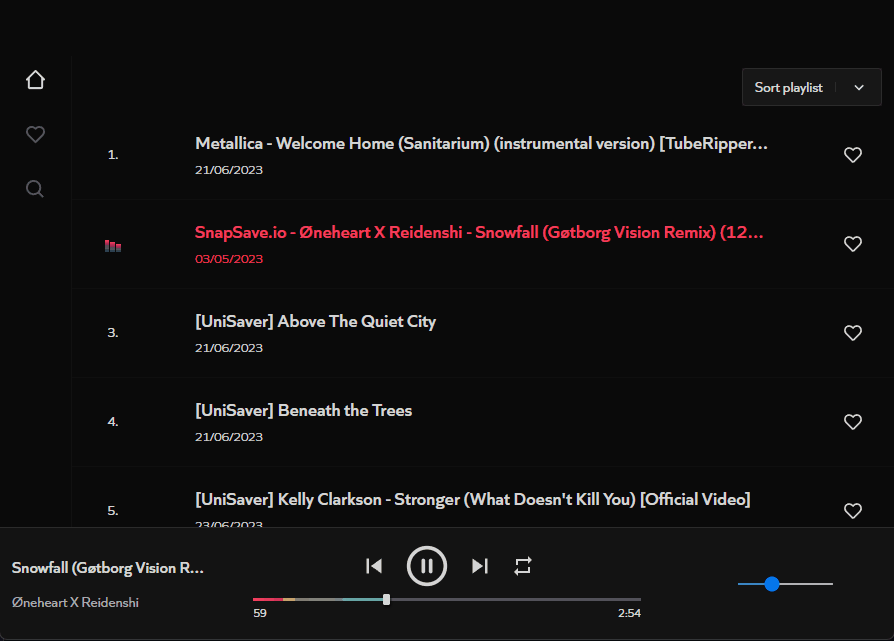 Sort playlist
1.
Metallica - Welcome Home (Sanitarium) (instrumental version) [TubeRipper...
21/06/2023
SnapSave.io - Øneheart X Reidenshi - Snowfall (Gøtborg Vision Remix) (12...
03/05/2023
3.
[UniSaver] Above The Quiet City
21/06/2023
4.
[UniSaver] Beneath the Trees
21/06/2023
5.
[UniSaver] Kelly Clarkson - Stronger (What Doesn't Kill You) [Official Video]
23/06/2023
Snowfall (Gøtborg Vision R...
Øneheart X Reidenshi
59
2:54